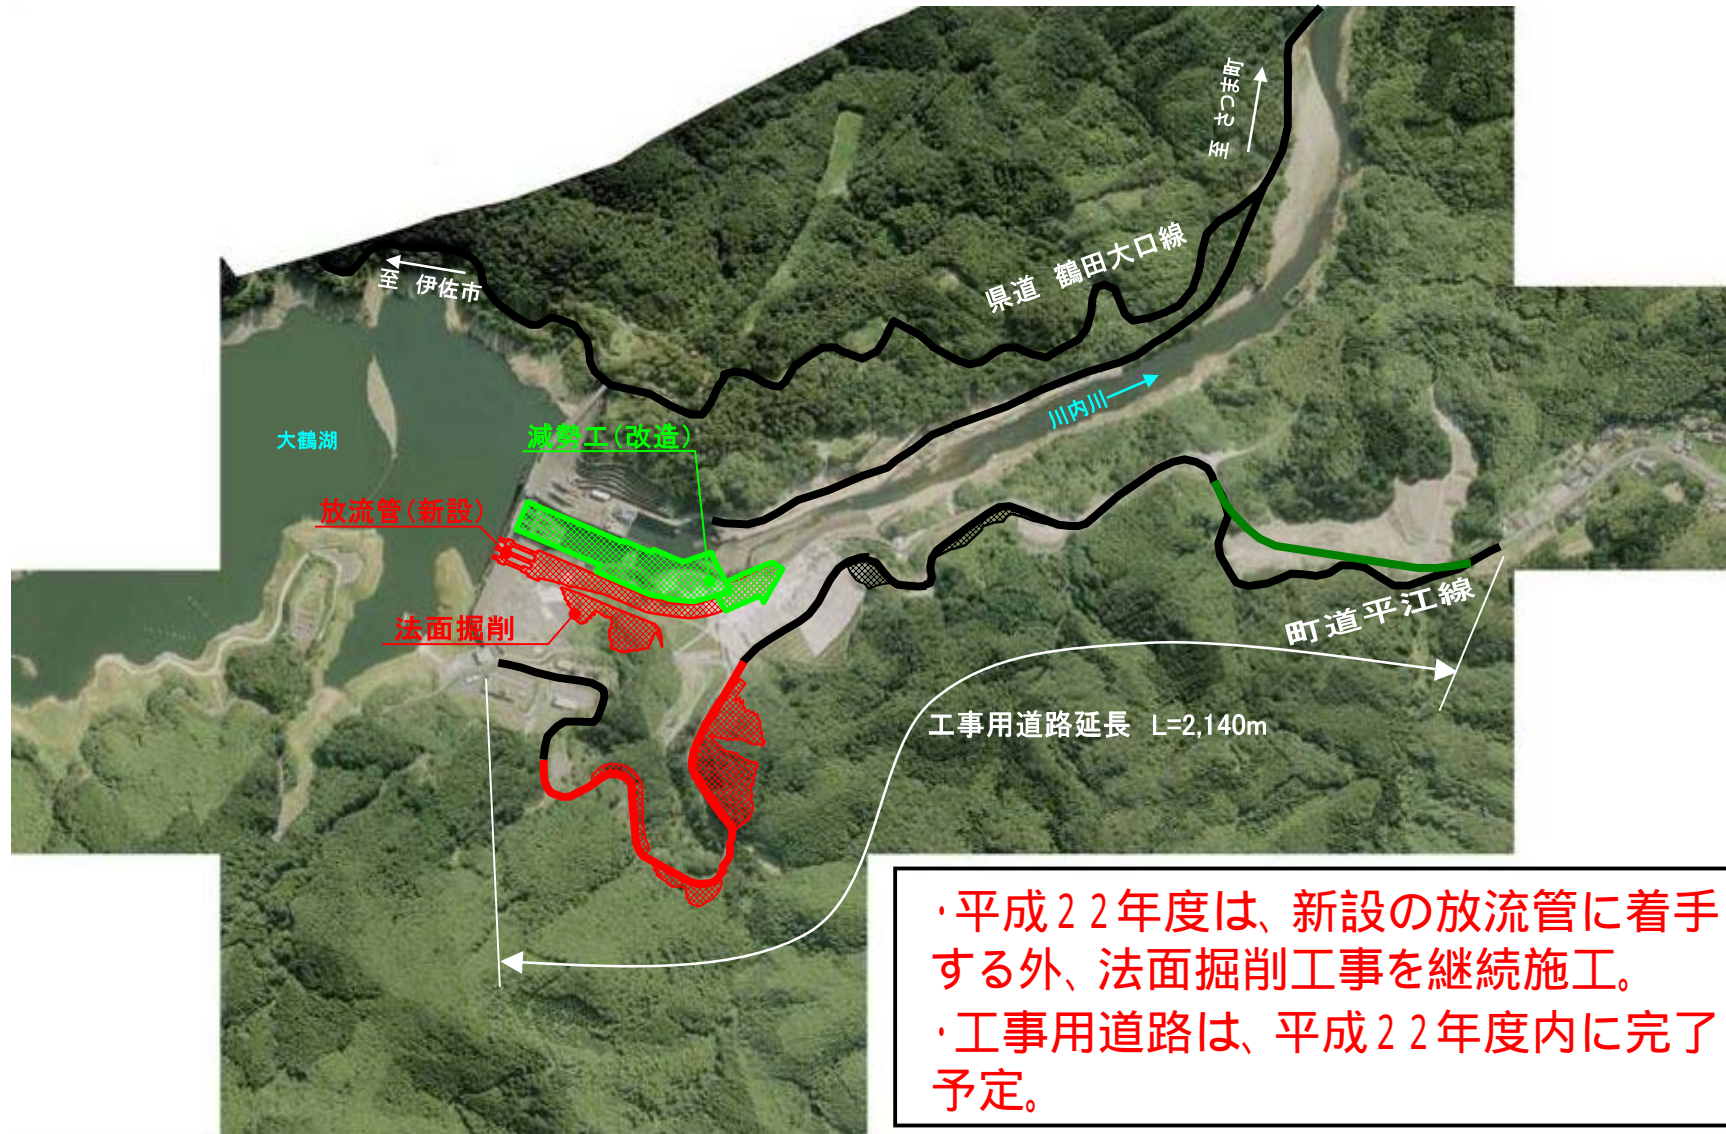 至 さつま町
県道 鶴田大口線
至 伊佐市
川内川
大鶴湖
減勢工(改造)
放流管(新設)
法面掘削
町道平江線
工事用道路延長 L=2,140m
・平成22年度は、新設の放流管に着手
する外、法面掘削工事を継続施工。
・工事用道路は、平成22年度内に完了
予定。